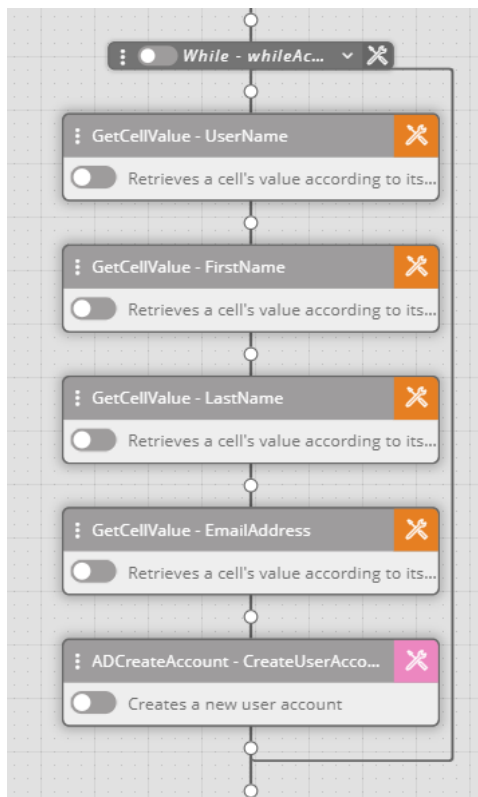 While - whileAc...
GetCellValue - UserName
Retrieves a cell's value according to its...
GetCellValue - FirstName
Retrieves a cell's value according to its...
GetCellValue - LastName
Retrieves a cell's value according to its...
GetCellValue - EmailAddress
Retrieves a cell's value according to its...
ADCreateAccount - CreateUserAcco...
Creates a new user account